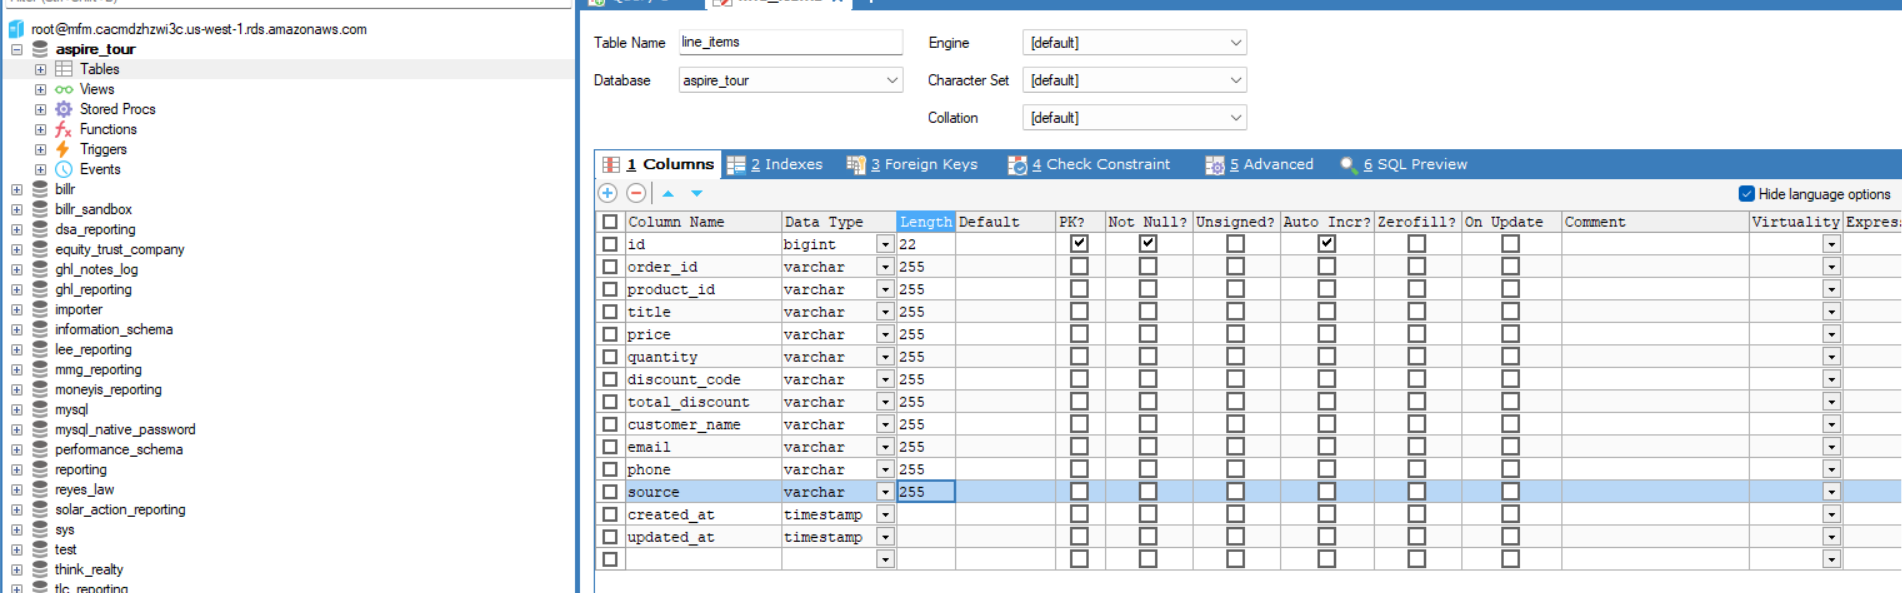 root@mfm.cacmdzhzwi3c.us-west-1.rds.amazonaws.com
aspire_tour
Tables
Views
Stored Procs
Functions
Triggers
Events
billr
billr_sandbox
dsa_reporting
equity_trust_company
ghl_notes_log
ghl_reporting
importer
information_schema
lee_reporting
mmg_reporting
moneyis_reporting
mysql
mysql_native_password
performance_schema
reporting
reyes_law
solar_action_reporting
sys
test
think_realty
tlc_reporting
Table Name line_items Engine [default]
Database aspire_tour Character Set [default]
Collation [default]
1 Columns 2 Indexes 3 Foreign Keys 4 Check Constraint 5 Advanced 6 SQL Preview
Hide language options
Column Name Data Type Length Default PK? Not Null? Unsigned? Auto Incr? Zerofill? On Update Comment Virtuality Expres
id bigint 22
order_id varchar 255
product_id varchar 255
title varchar 255
price varchar 255
quantity varchar 255
discount_code varchar 255
total_discount varchar 255
customer_name varchar 255
email varchar 255
phone varchar 255
source varchar 255
created_at timestamp
updated_at timestamp